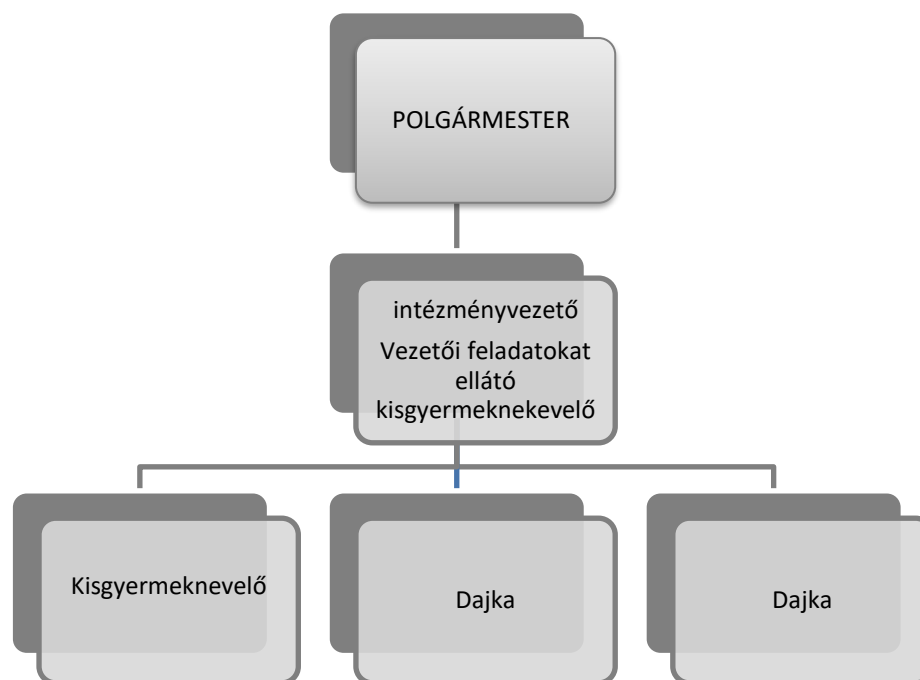 POLGÁRMESTER
intézményvezető
Vezetői feladatokat
ellátó
kisgyermeknekevelő
Kisgyermeknevelő
Dajka
Dajka